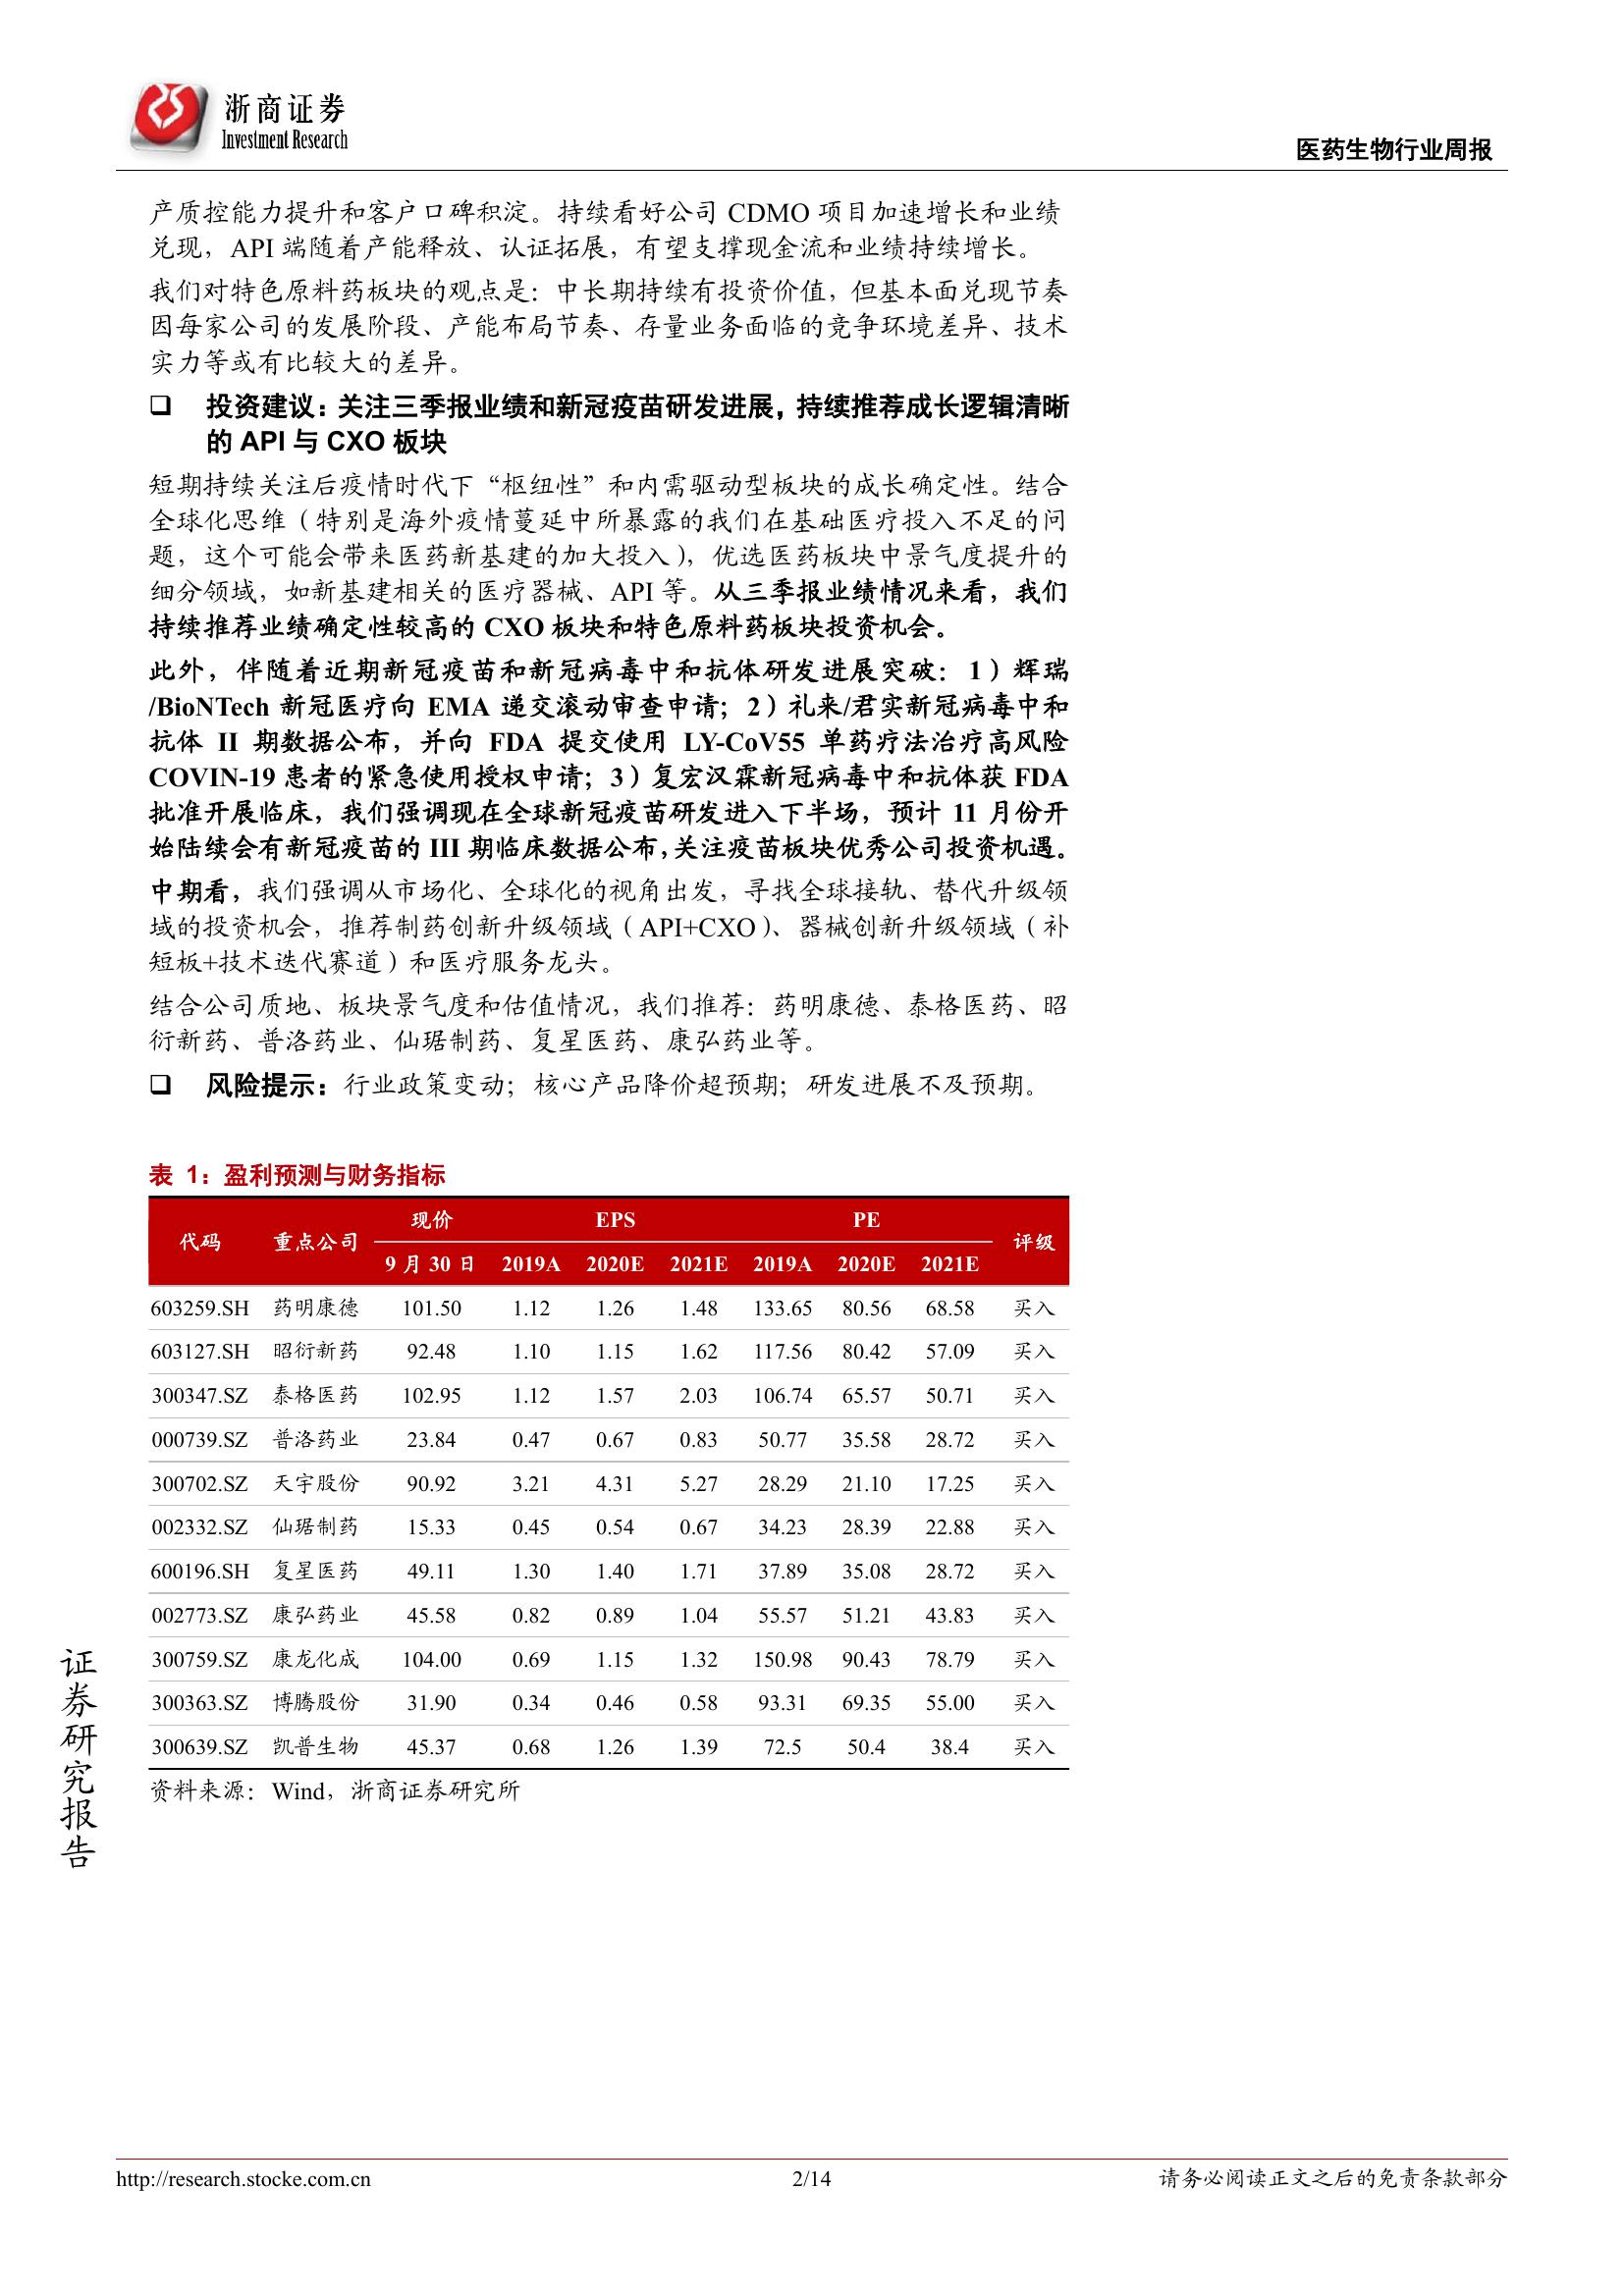 浙商证券
Investment Research
医药生物行业周报
产质控能力提升和客户口碑积淀。持续看好公司 CDMO 项目加速增长和业绩
兑现，API 端随着产能释放、认证拓展，有望支撑现金流和业绩持续增长。
我们对特色原料药板块的观点是：中长期持续有投资价值，但基本面兑现节奏
因每家公司的发展阶段、产能布局节奏、存量业务面临的竞争环境差异、技术
实力等或有比较大的差异。
❑ 投资建议：关注三季报业绩和新冠疫苗研发进展，持续推荐成长逻辑清晰
的 API 与 CXO 板块
短期持续关注后疫情时代下“枢纽性”和内需驱动型板块的成长确定性。结合
全球化思维（特别是海外疫情蔓延中所暴露的我们在基础医疗投入不足的问
题，这个可能会带来医药新基建的加大投入），优选医药板块中景气度提升的
细分领域，如新基建相关的医疗器械、API 等。从三季报业绩情况来看，我们
持续推荐业绩确定性较高的 CXO 板块和特色原料药板块投资机会。
此外，伴随着近期新冠疫苗和新冠病毒中和抗体研发进展突破：1）辉瑞
/BioNTech 新冠医疗向 EMA 递交滚动审查申请；2）礼来/君实新冠病毒中和
抗体 II 期数据公布，并向 FDA 提交使用 LY-CoV55 单药疗法治疗高风险
COVIN-19 患者的紧急使用授权申请；3）复宏汉霖新冠病毒中和抗体获 FDA
批准开展临床，我们强调现在全球新冠疫苗研发进入下半场，预计 11 月份开
始陆续会有新冠疫苗的 III 期临床数据公布，关注疫苗板块优秀公司投资机遇。
中期看，我们强调从市场化、全球化的视角出发，寻找全球接轨、替代升级领
域的投资机会，推荐制药创新升级领域（API+CXO）、器械创新升级领域（补
短板+技术迭代赛道）和医疗服务龙头。
结合公司质地、板块景气度和估值情况，我们推荐：药明康德、泰格医药、昭
衍新药、普洛药业、仙琚制药、复星医药、康弘药业等。
❑ 风险提示：行业政策变动；核心产品降价超预期；研发进展不及预期。
表 1：盈利预测与财务指标
代码 重点公司 现价 EPS PE 评级
9 月 30 日 2019A 2020E 2021E 2019A 2020E 2021E
603259.SH 药明康德 101.50 1.12 1.26 1.48 133.65 80.56 68.58 买入
603127.SH 昭衍新药 92.48 1.10 1.15 1.62 117.56 80.42 57.09 买入
300347.SZ 泰格医药 102.95 1.12 1.57 2.03 106.74 65.57 50.71 买入
000739.SZ 普洛药业 23.84 0.47 0.67 0.83 50.77 35.58 28.72 买入
300702.SZ 天宇股份 90.92 3.21 4.31 5.27 28.29 21.10 17.25 买入
002332.SZ 仙琚制药 15.33 0.45 0.54 0.67 34.23 28.39 22.88 买入
600196.SH 复星医药 49.11 1.30 1.40 1.71 37.89 35.08 28.72 买入
002773.SZ 康弘药业 45.58 0.82 0.89 1.04 55.57 51.21 43.83 买入
300759.SZ 康龙化成 104.00 0.69 1.15 1.32 150.98 90.43 78.79 买入
300363.SZ 博腾股份 31.90 0.34 0.46 0.58 93.31 69.35 55.00 买入
300639.SZ 凯普生物 45.37 0.68 1.26 1.39 72.5 50.4 38.4 买入
资料来源：Wind，浙商证券研究所
证券研究报告
http://research.stocke.com.cn
2/14
请务必阅读正文之后的免责条款部分